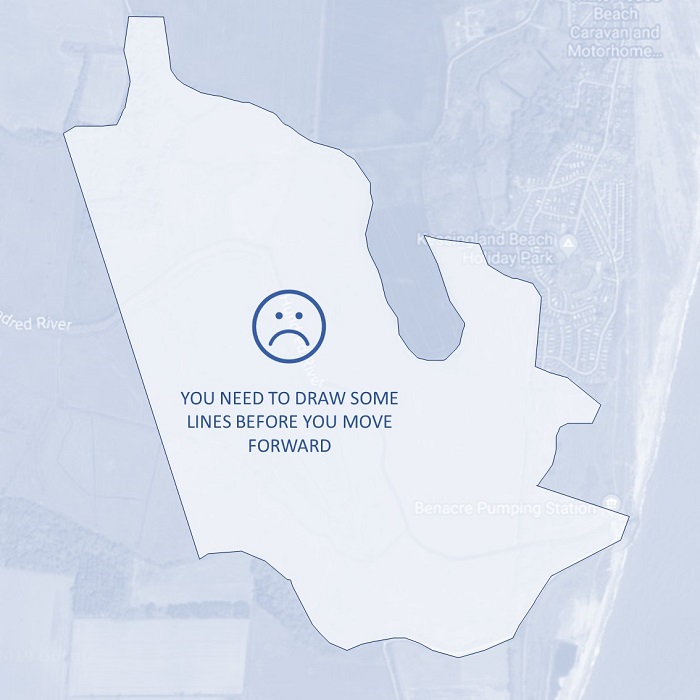 Beach
Caravan and
Motorhome...
Kessingland Beach
Holiday Park
dred River
YOU NEED TO DRAW SOME
LINES BEFORE YOU MOVE
FORWARD
Benacre Pumping Station